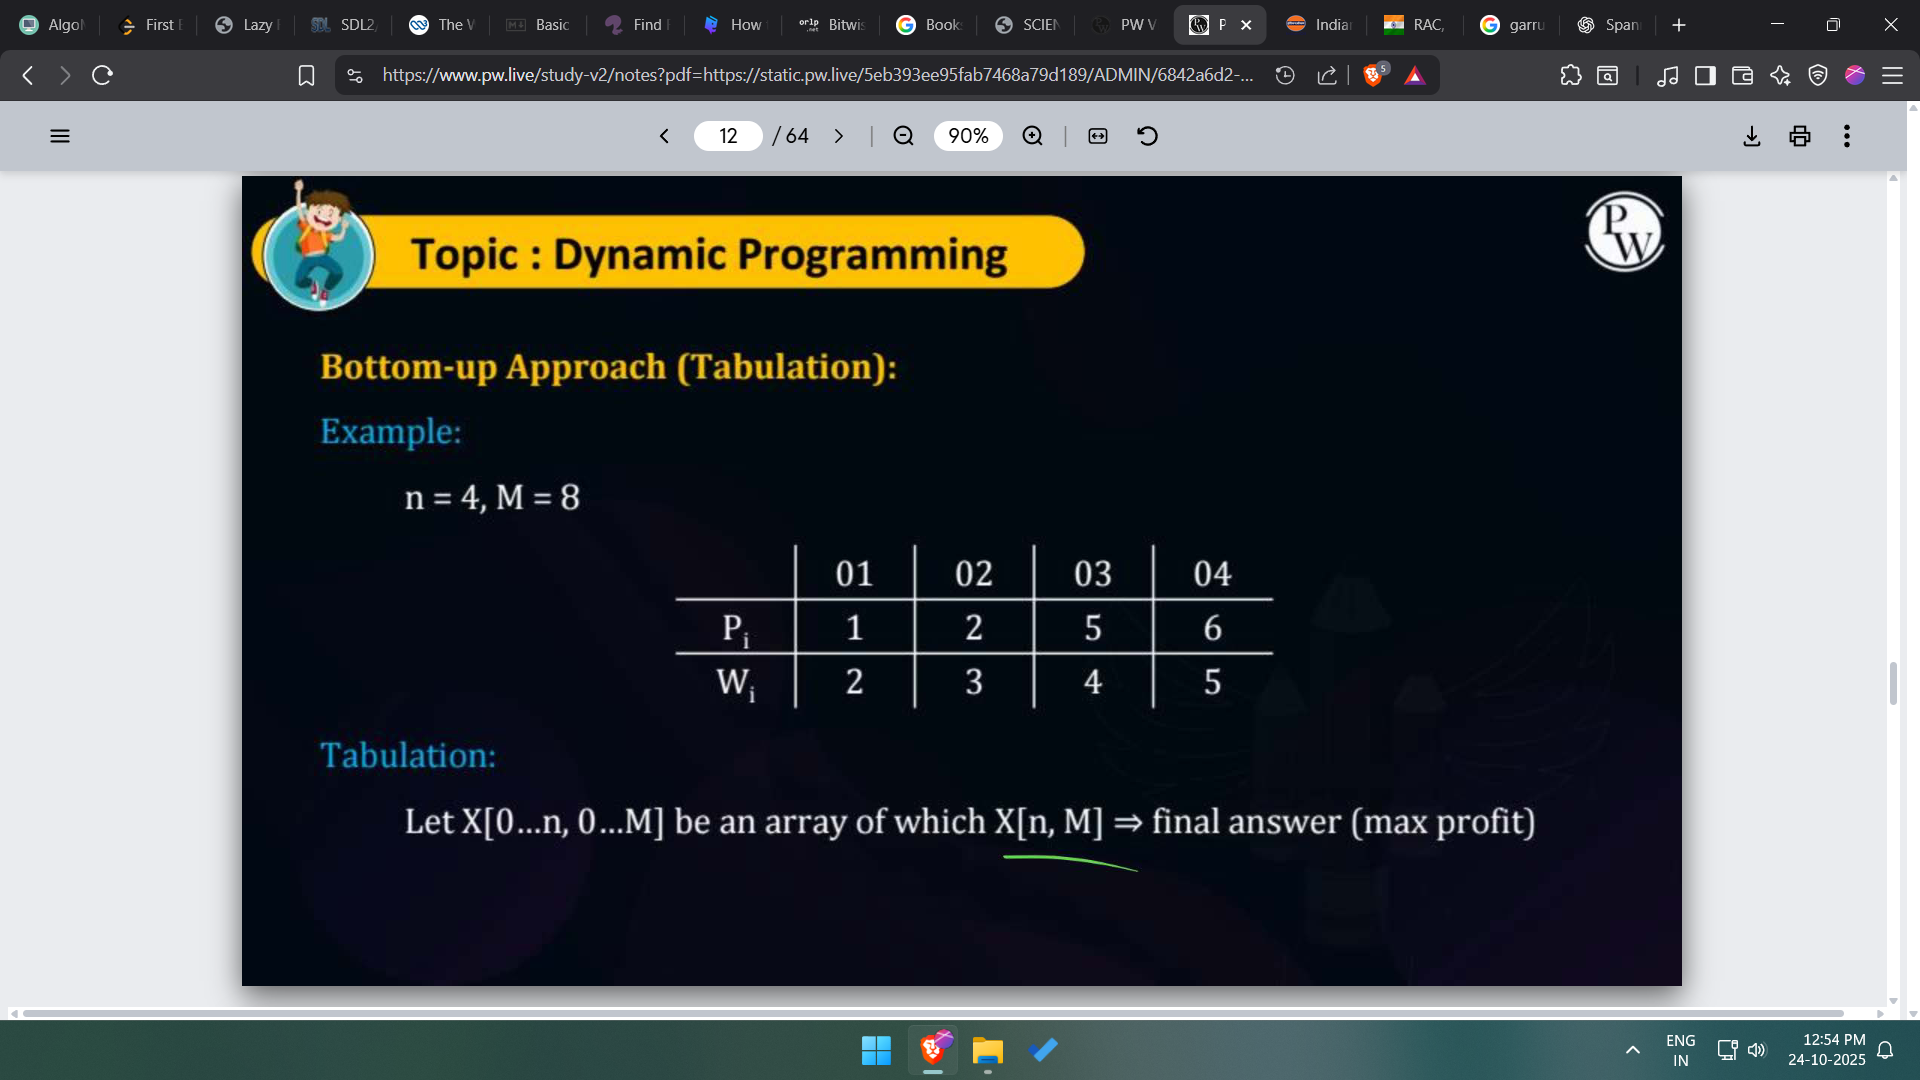 Algo
First
Lazy
SDL2
The
Basic
Find
How
Bitwis
Book
SCIEN
PW V
P
India
RAC,
garru
Span
https://www.pw.live/study-v2/notes?pdf=https://static.pw.live/5eb393ee95fab7468a79d189/ADMIN/6842a6d2-...
5
12 / 64
90%
Topic : Dynamic Programming
PW
Bottom-up Approach (Tabulation):
Example:
n = 4, M = 8
01 02 03 04
Pi 1 2 5 6
Wi 2 3 4 5
Tabulation:
Let X[0...n, 0...M] be an array of which X[n, M] ⇒ final answer (max profit)
ENG
IN
12:54 PM
24-10-2025